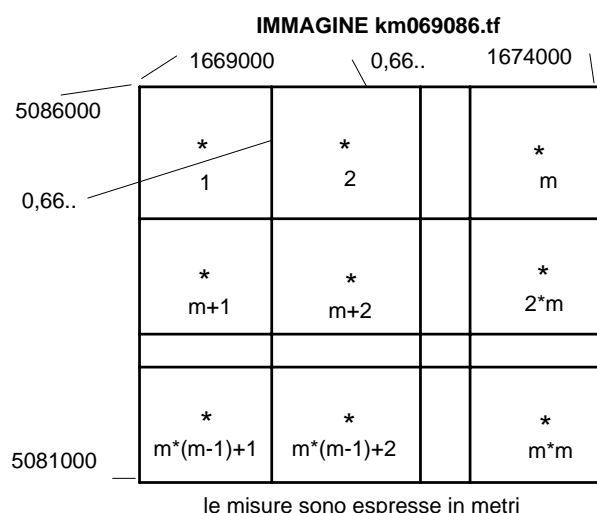 IMMAGINE km069086.tf
1669000 0,66.. 1674000
5086000
* * *
1 2 m
0,66..
* * *
m+1 m+2 2*m
* * *
m*(m-1)+1 m*(m-1)+2 m*m
5081000
le misure sono espresse in metri